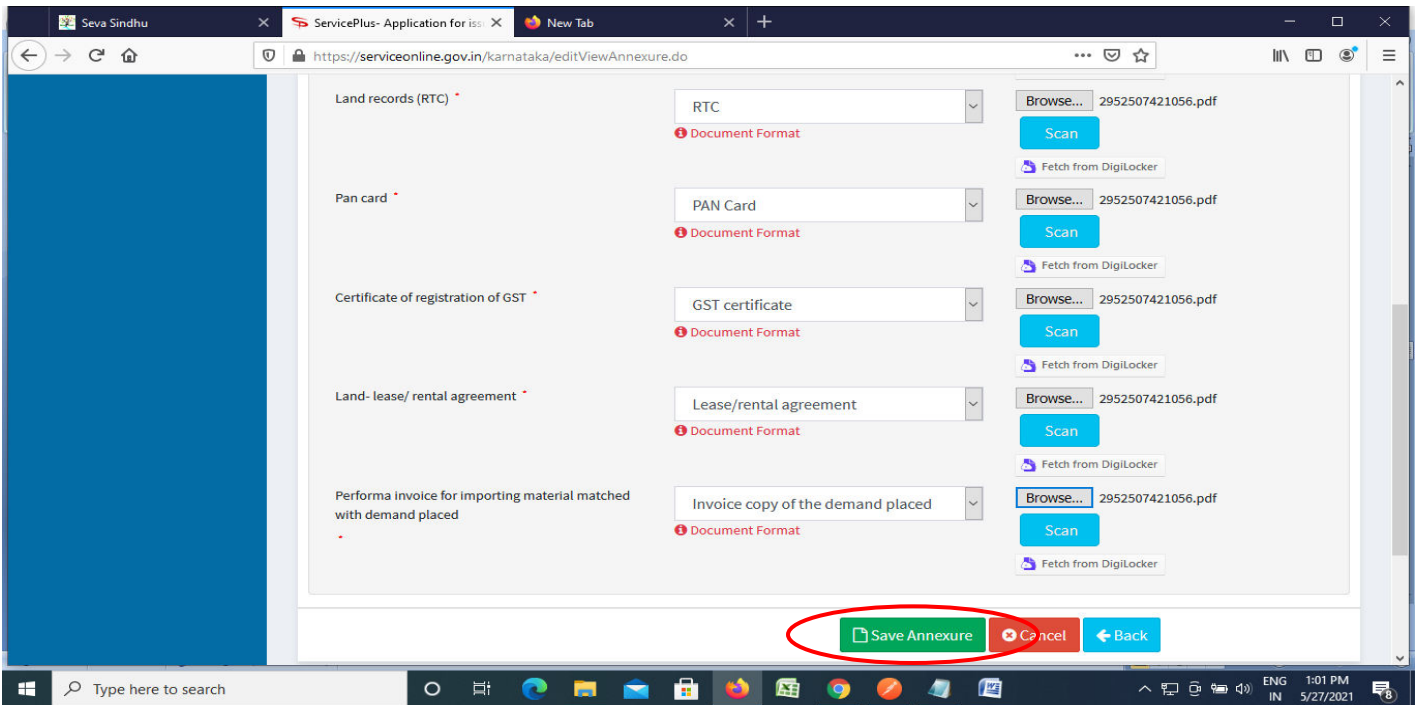 Seva Sindhu
ServicePlus- Application for iss
New Tab
https://serviceonline.gov.in/karnataka/editViewAnnexure.do
Land records (RTC) *
RTC
Browse... 2952507421056.pdf
Document Format
Scan
Fetch from DigiLocker
Pan card *
PAN Card
Browse... 2952507421056.pdf
Document Format
Scan
Fetch from DigiLocker
Certificate of registration of GST *
GST certificate
Browse... 2952507421056.pdf
Document Format
Scan
Fetch from DigiLocker
Land- lease/ rental agreement *
Lease/rental agreement
Browse... 2952507421056.pdf
Document Format
Scan
Fetch from DigiLocker
Performa invoice for importing material matched
with demand placed
*
Invoice copy of the demand placed
Browse... 2952507421056.pdf
Document Format
Scan
Fetch from DigiLocker
Save Annexure
Cancel
Back
Type here to search
ENG
IN
1:01 PM
5/27/2021
8